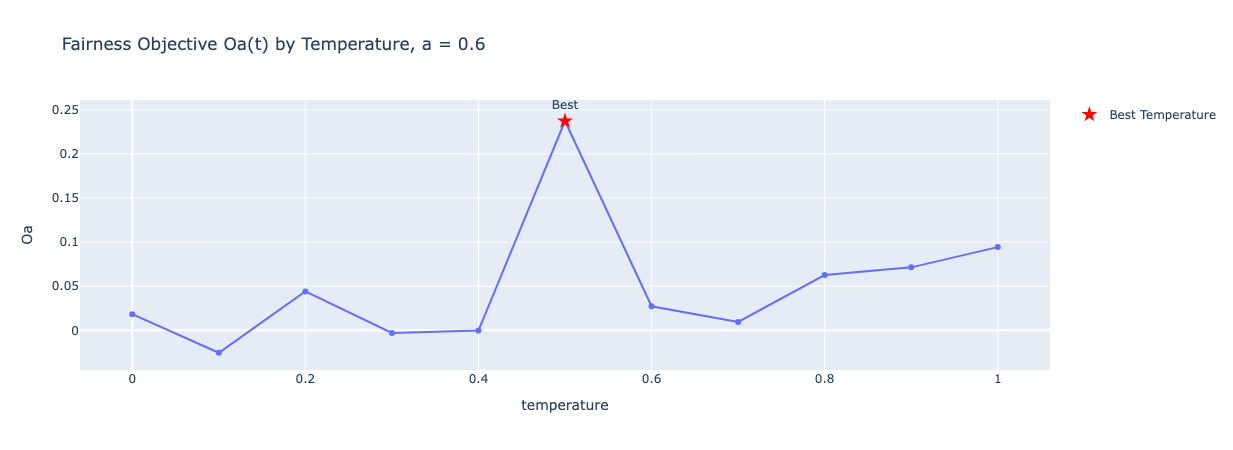 Fairness Objective Oa(t) by Temperature, a = 0.6
Best
Best Temperature
0.25
0.2
0.15
0.1
0.05
0
Oa
0 0.2 0.4 0.6 0.8 1
temperature